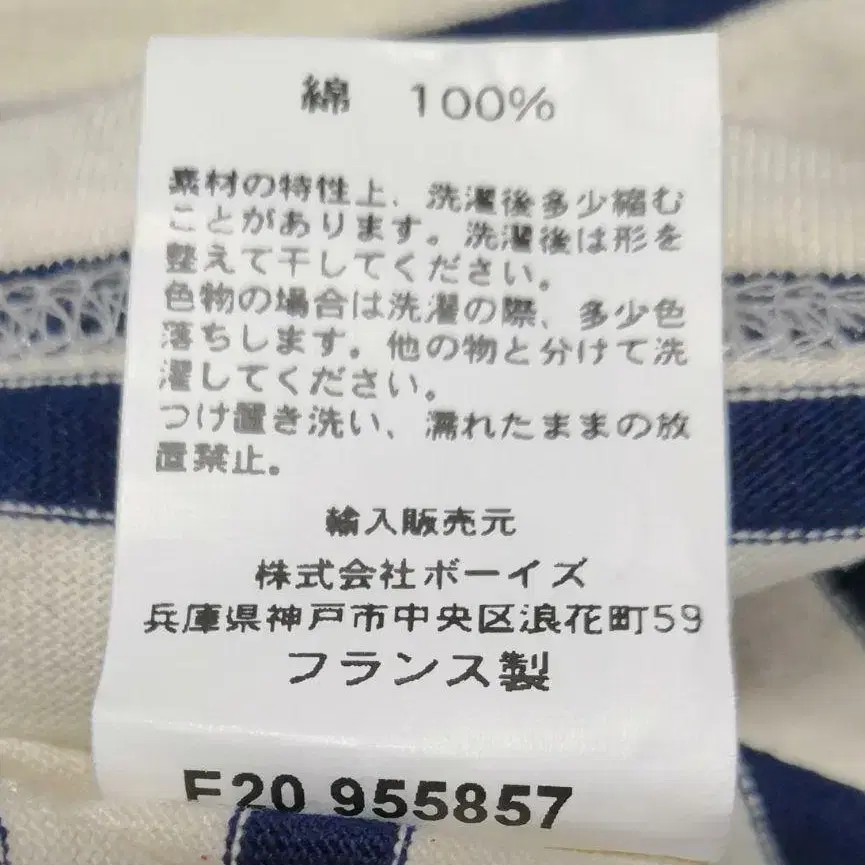 綿 100%
素材の特性上、洗濯後多少縮む
ことがあります。洗濯後は形を
整えて干してください。
色物の場合は洗濯の際、多少色
落ちします。他の物と分けて洗
濯してください。
つけ置き洗い、濡れたままの放
置禁止。
輸入販売元
株式会社ボーイズ
兵庫県神戸市中央区浪花町59
フランス製
E20 955857